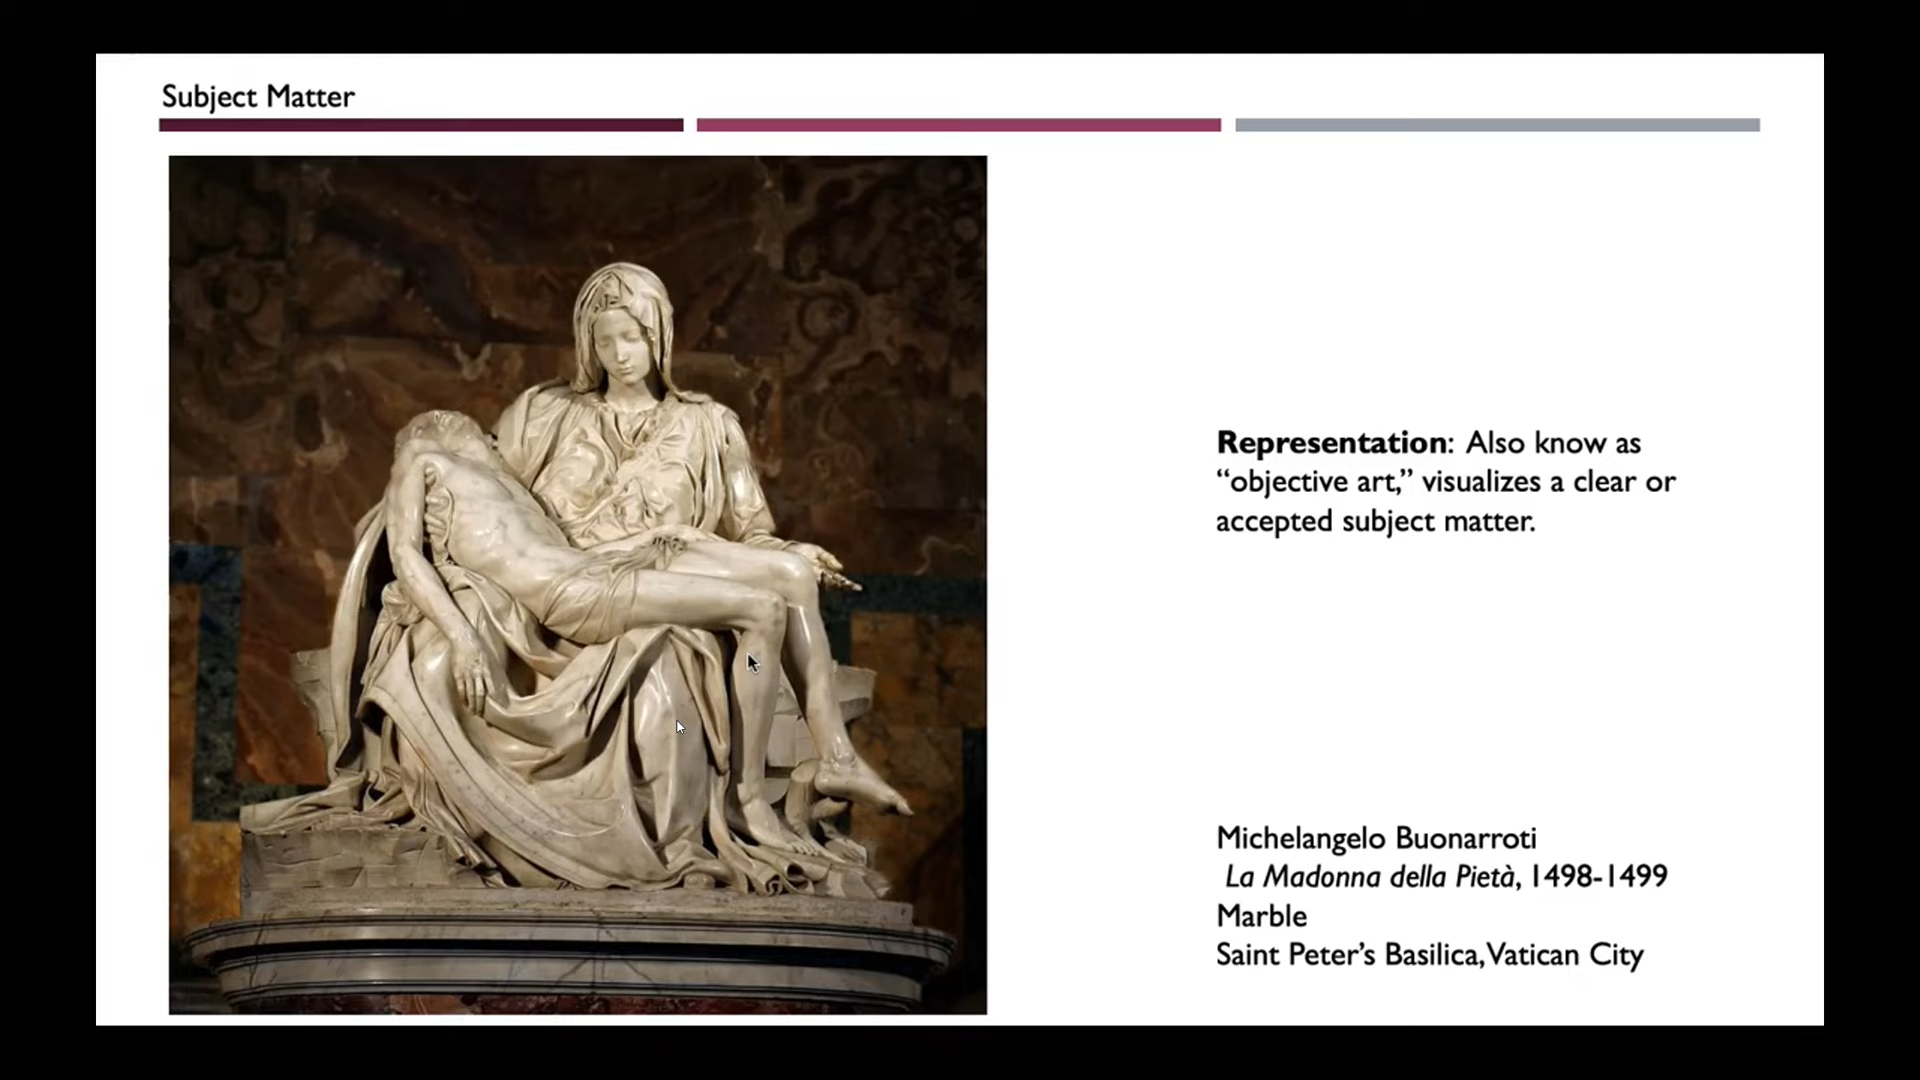 Subject Matter
Representation: Also know as
“objective art,” visualizes a clear or
accepted subject matter.
Michelangelo Buonarroti
La Madonna della Pietà, 1498-1499
Marble
Saint Peter’s Basilica, Vatican City